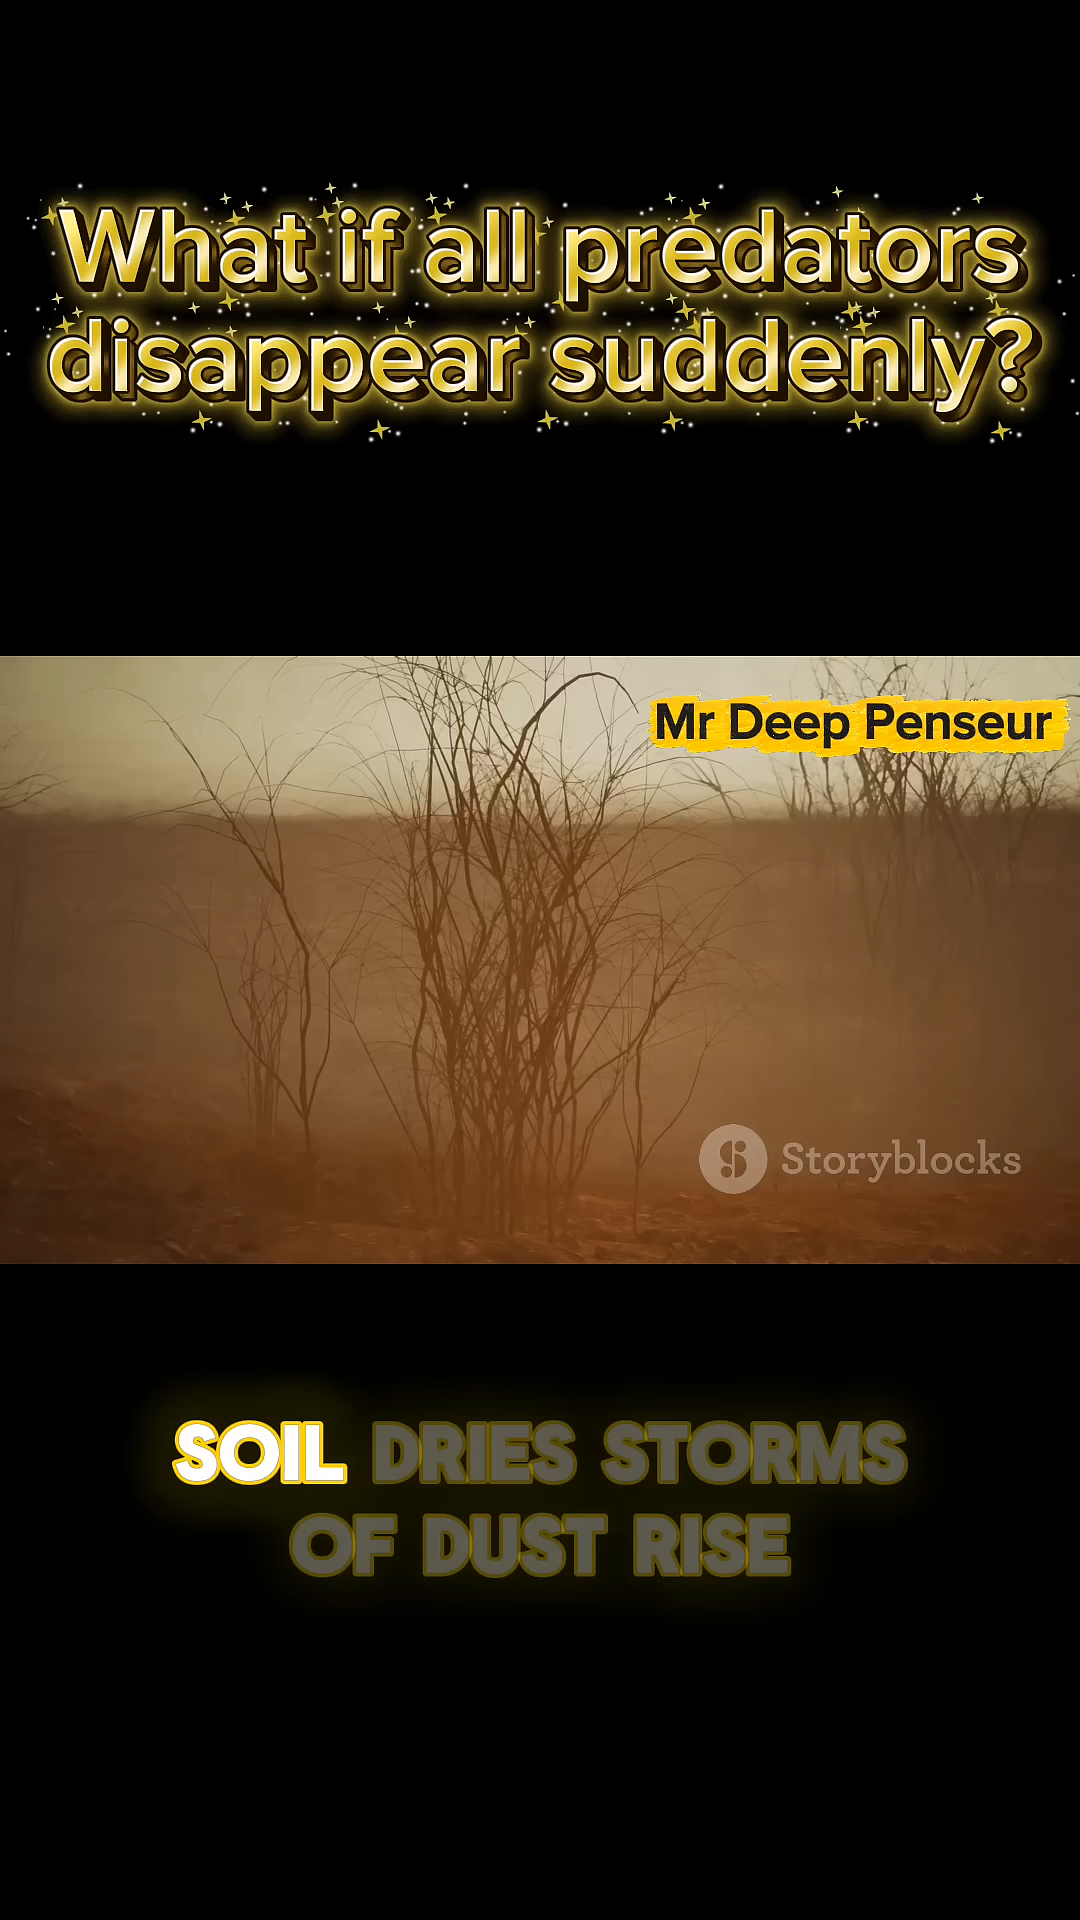 What if all predators
disappear suddenly?
Mr Deep Penseur
Storyblocks
SOIL DRIES STORMS
OF DUST RISE